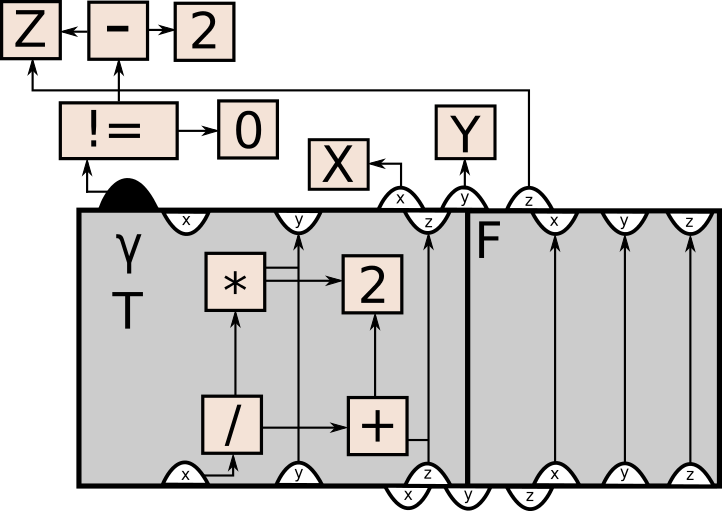 Z - 2
!= 0
X Y
x y z
x y z x y z
γ F
T
* 2
/ +
x y z x y z
x y z